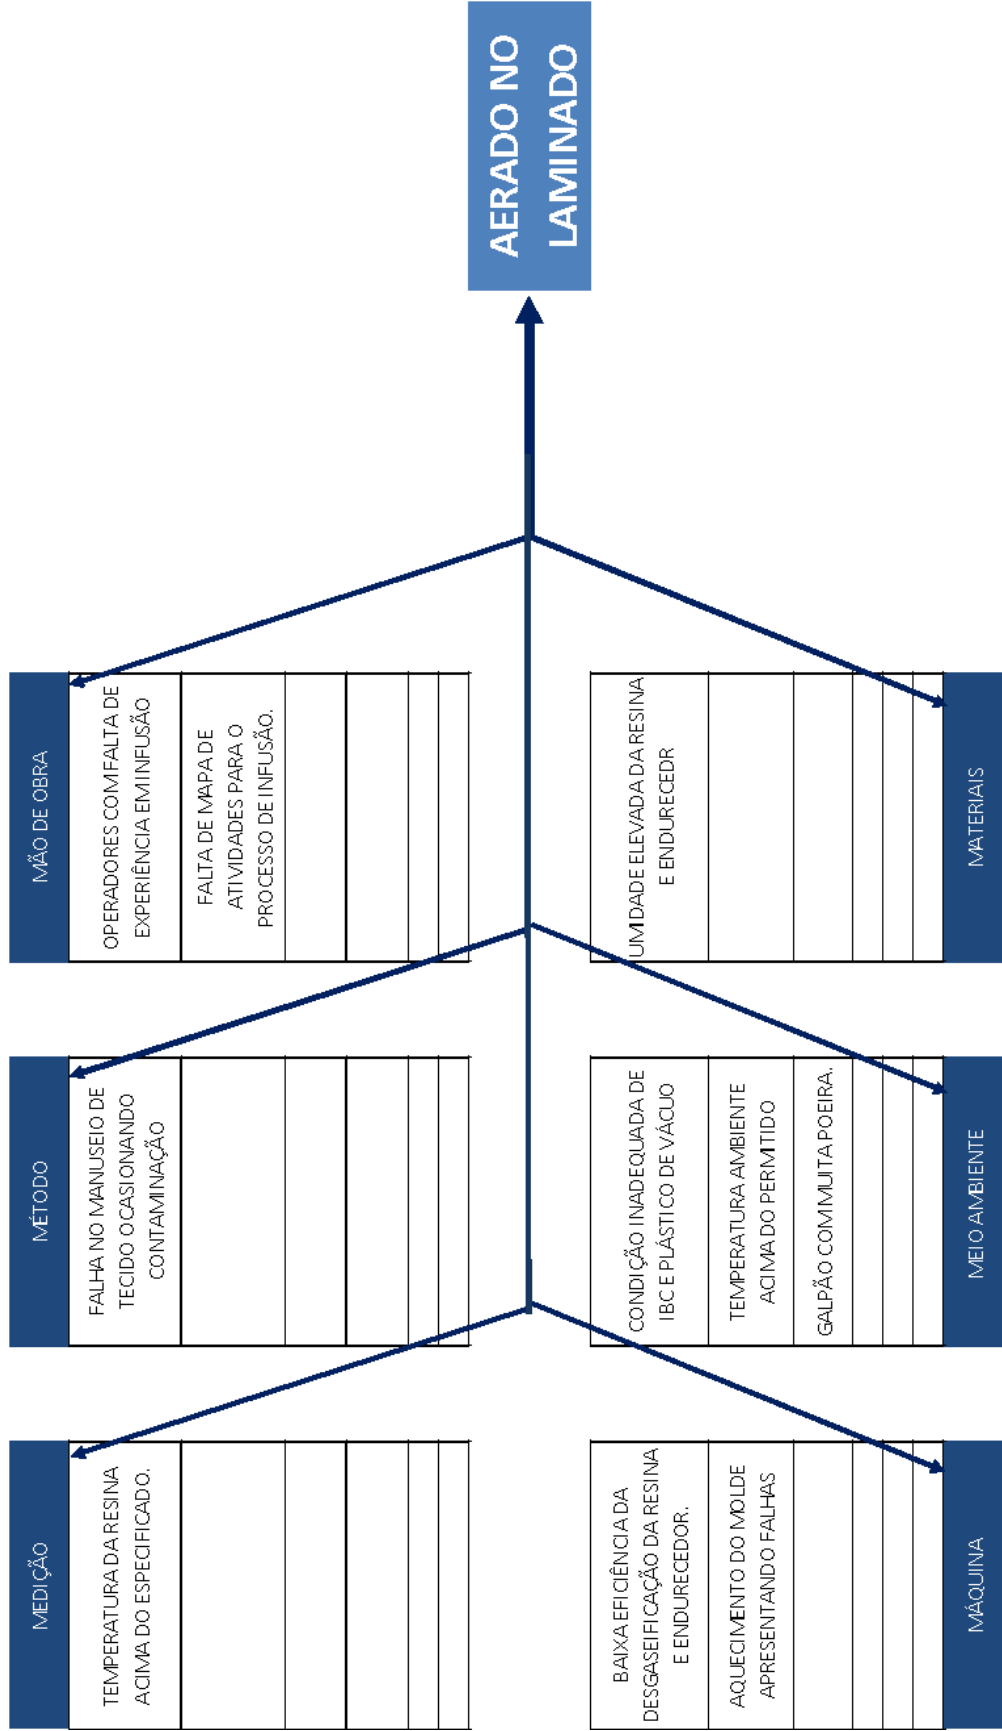 MEDIÇÃO
TEMPERATURA DA RESINA
ACIMA DO ESPECIFICADO.
MÉTODO
FALHA NO MANUSEIO DE
TECIDO OCASIONANDO
CONTAMINAÇÃO
MÃO DE OBRA
OPERADORES COM FALTA DE
EXPERIÊNCIA EM INFUSÃO
FALTA DE MAPA DE
ATIVIDADES PARA O
PROCESSO DE INFUSÃO.
AERADO NO
LAMINADO
BAIXA EFICIÊNCIA DA
DESGASEIFICAÇÃO DA RESINA
E ENDURECEDOR.
AQUECIMENTO DO MOLDE
APRESENTANDO FALHAS
MÁQUINA
CONDIÇÃO INADEQUADA DE
IBC E PLÁSTICO DE VÁCUO
TEMPERATURA AMBIENTE
ACIMA DO PERMITIDO
GALPÃO COM MUITA POEIRA.
MEIO AMBIENTE
UMIDADE ELEVADA DA RESINA
E ENDURECEDR
MATERIAIS